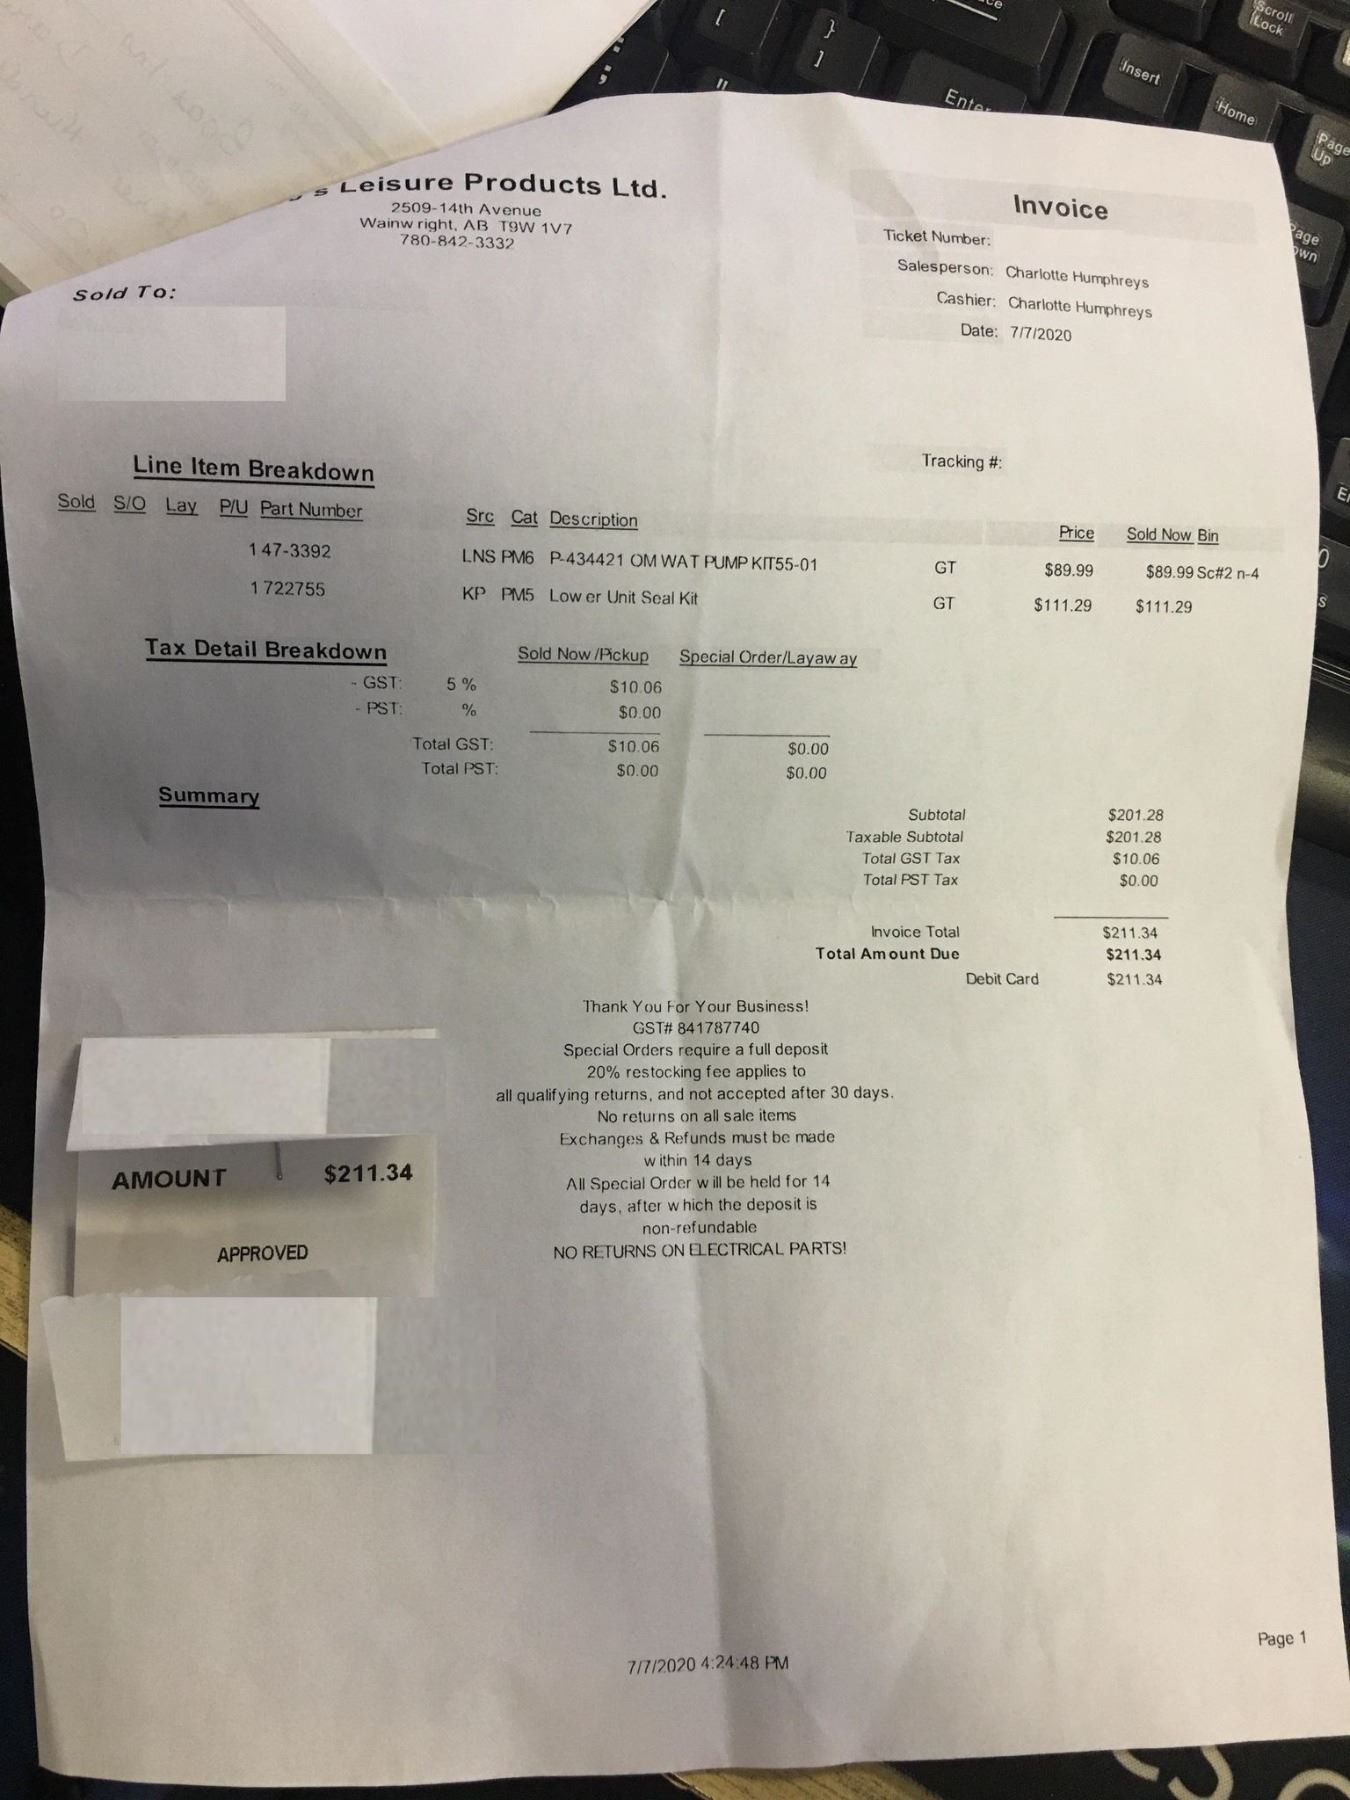 Leisure Products Ltd.
2509-14th Avenue
Wainw right, AB T9W 1V7
780-842-3332
Invoice
Ticket Number:
Salesperson: Charlotte Humphreys
Cashier: Charlotte Humphreys
Date: 7/7/2020
Sold To:
Tracking #:
Line Item Breakdown
Sold S/O Lay P/U Part Number Src Cat Description Price Sold Now Bin
1 47-3392 LNS PM6 P-434421 OM WAT PUMP KIT55-01 GT $89.99 $89.99 Sc#2 n-4
1 722755 KP PM5 Low er Unit Seal Kit GT $111.29 $111.29
Tax Detail Breakdown Sold Now /Pickup Special Order/Layaw ay
- GST: 5 % $10.06
- PST: % $0.00
Total GST: $10.06 $0.00
Total PST: $0.00 $0.00
Summary
Subtotal $201.28
Taxable Subtotal $201.28
Total GST Tax $10.06
Total PST Tax $0.00
Invoice Total $211.34
Total Amount Due $211.34
Debit Card $211.34
Thank You For Your Business!
GST# 841787740
Special Orders require a full deposit
20% restocking fee applies to
all qualifying returns, and not accepted after 30 days.
No returns on all sale items
Exchanges & Refunds must be made
w ithin 14 days
All Special Order w ill be held for 14
days, after w hich the deposit is
non-refundable
NO RETURNS ON ELECTRICAL PARTS!
AMOUNT $211.34
APPROVED
7/7/2020 4:24:48 PM
Page 1
Scroll
Lock
Insert
Home
Page
Up
[
}
]
"